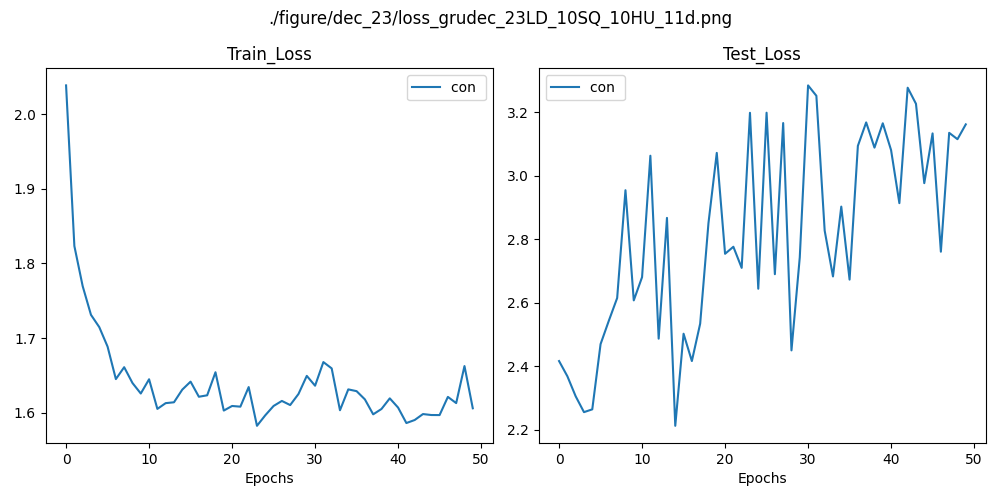 ./figure/dec_23/loss_grudec_23LD_10SQ_10HU_11d.png
Train_Loss
con
2.0
1.9
1.8
1.7
1.6
0 10 20 30 40 50
Epochs
Test_Loss
con
3.2
3.0
2.8
2.6
2.4
2.2
0 10 20 30 40 50
Epochs